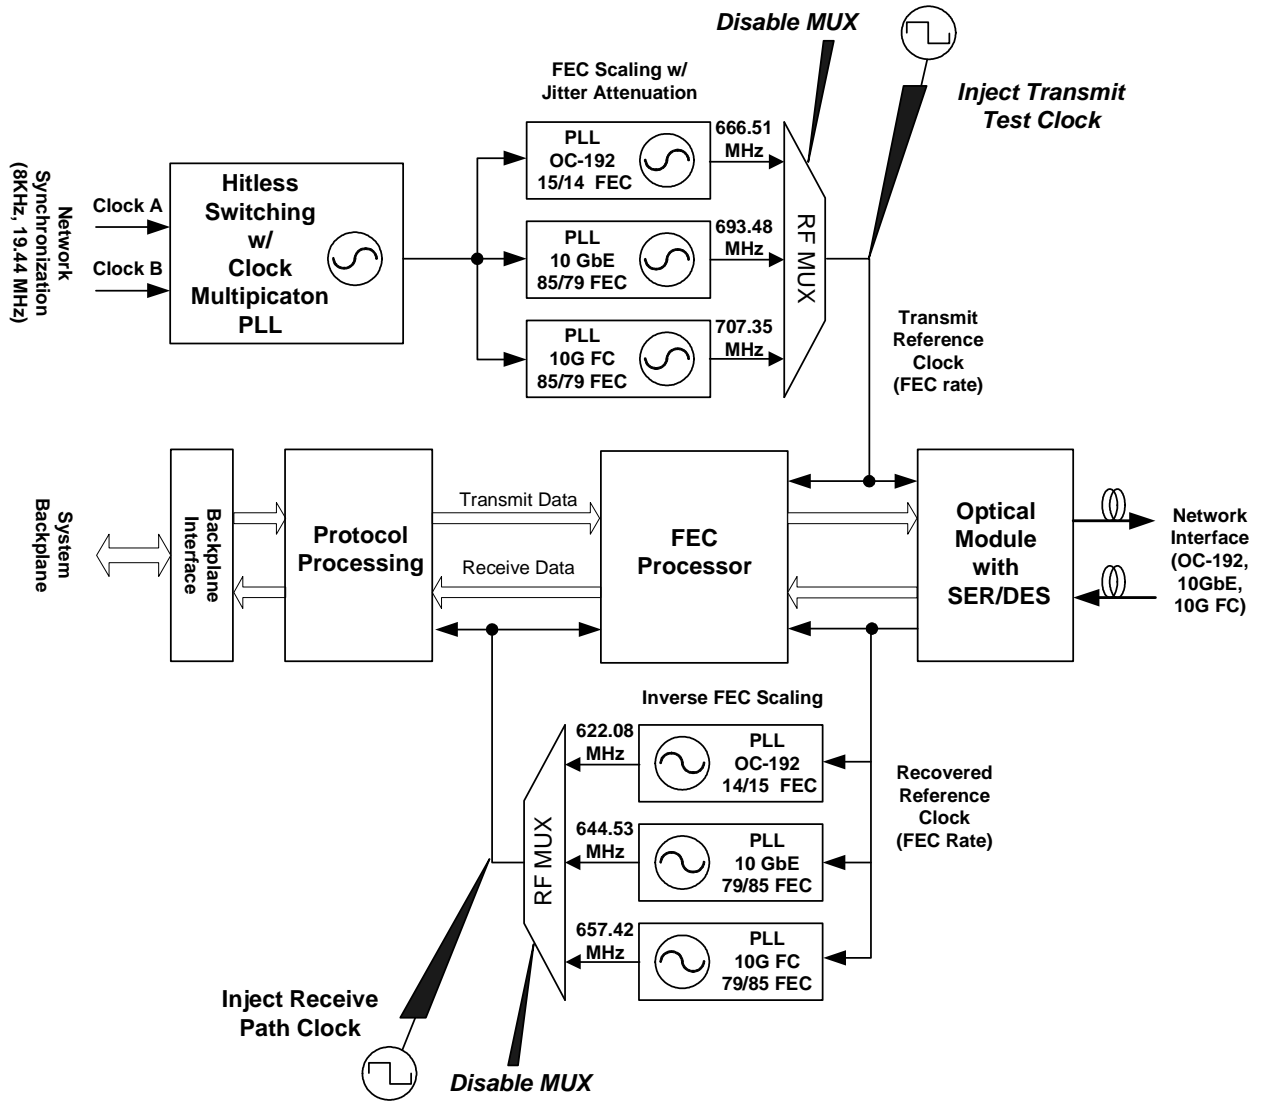 Disable MUX
Inject Transmit
Test Clock
FEC Scaling w/
Jitter Attenuation
Network
Synchronization
(8KHz, 19.44 MHz)
Clock A
Clock B
Hitless
Switching
w/
Clock
Multipicaton
PLL
PLL
OC-192
15/14 FEC
666.51
MHz
PLL
10 GbE
85/79 FEC
693.48
MHz
PLL
10G FC
85/79 FEC
707.35
MHz
RF MUX
Transmit
Reference
Clock
(FEC rate)
System
Backplane
Backplane
Interface
Protocol
Processing
Transmit Data
Receive Data
FEC
Processor
Optical
Module
with
SER/DES
Network
Interface
(OC-192,
10GbE,
10G FC)
Inverse FEC Scaling
622.08
MHz
PLL
OC-192
14/15 FEC
644.53
MHz
PLL
10 GbE
79/85 FEC
657.42
MHz
PLL
10G FC
79/85 FEC
RF MUX
Recovered
Reference
Clock
(FEC Rate)
Inject Receive
Path Clock
Disable MUX